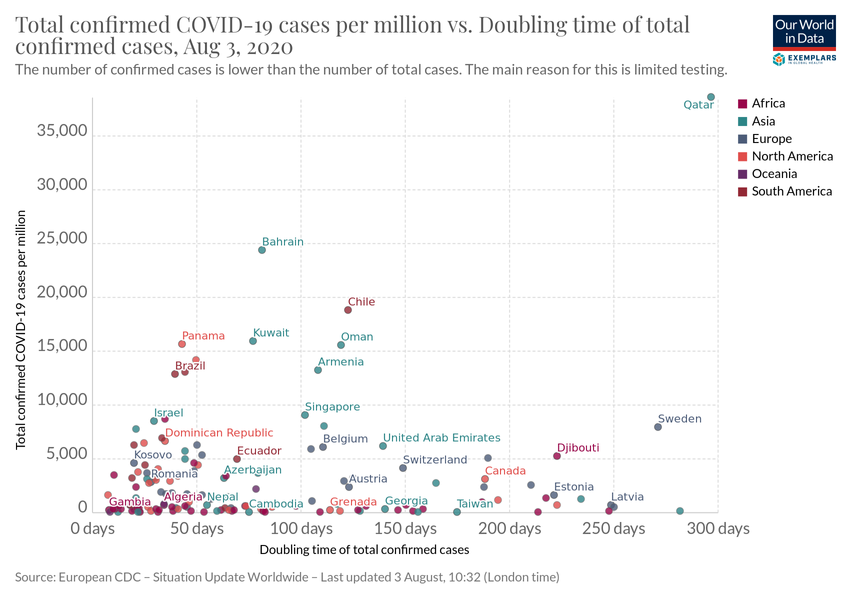 Total confirmed COVID-19 cases per million vs. Doubling time of total
confirmed cases, Aug 3, 2020
The number of confirmed cases is lower than the number of total cases. The main reason for this is limited testing.
Our World
in Data
EXEMPLARS
IN GLOBAL HEALTH
Total confirmed COVID-19 cases per million
35,000
30,000
25,000
20,000
15,000
10,000
5,000
0
Qatar
Bahrain
Chile
Panama
Kuwait
Oman
Brazil
Armenia
Israel
Singapore
Sweden
Dominican Republic
Belgium
United Arab Emirates
Kosovo
Ecuador
Switzerland
Djibouti
Romania
Azerbaijan
Austria
Canada
Estonia
Gambia
Algeria
Nepal
Cambodia
Grenada
Georgia
Taiwan
Latvia
0 days
50 days
100 days
150 days
200 days
250 days
300 days
Doubling time of total confirmed cases
Africa
Asia
Europe
North America
Oceania
South America
Source: European CDC – Situation Update Worldwide – Last updated 3 August, 10:32 (London time)